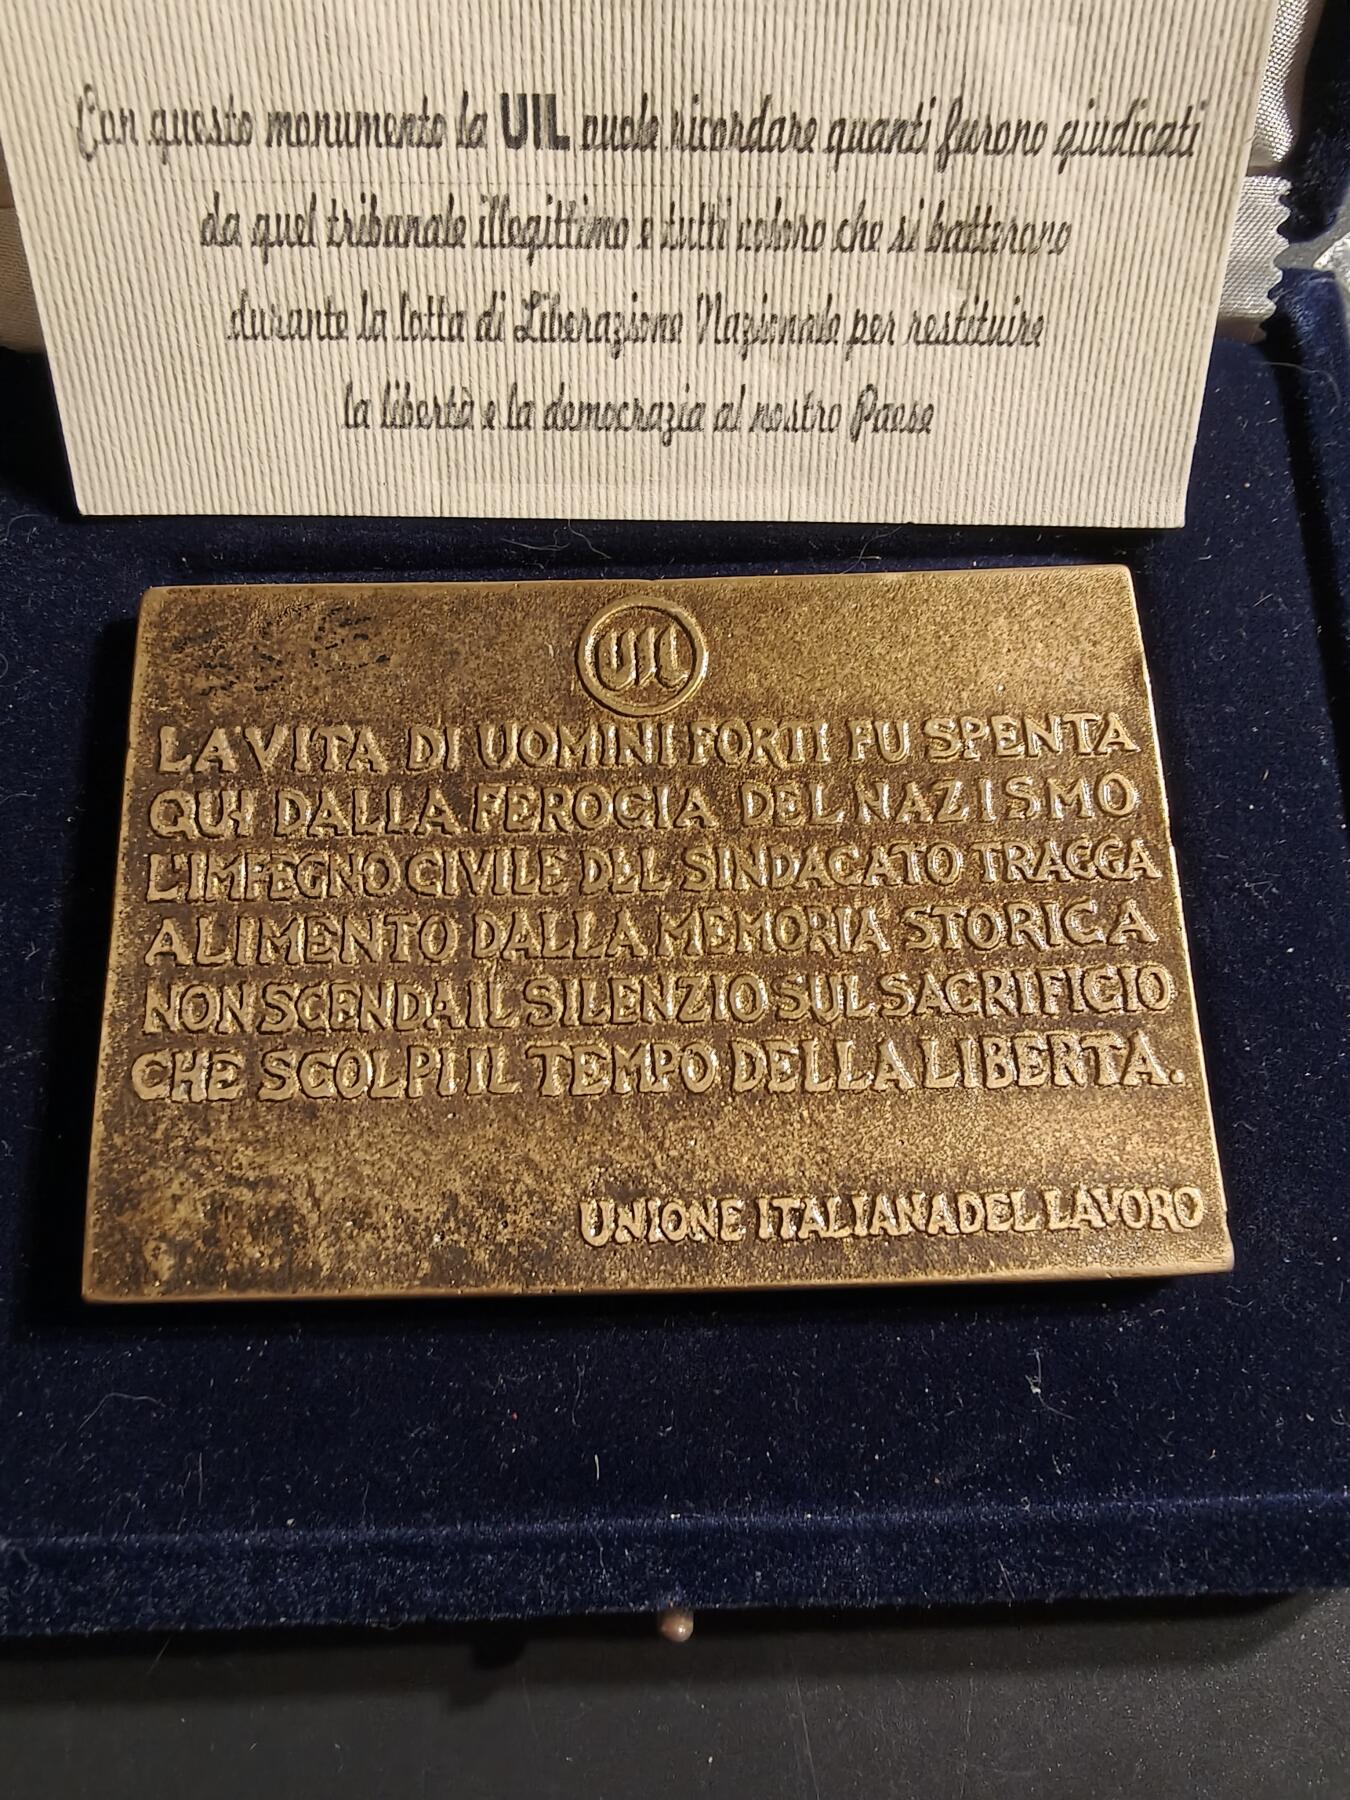 Con questo monumento la UIL vuole ricordare quanti furono giudicati
da quel tribunale illegittimo e tutti coloro che si batterono
durante la lotta di Liberazione Nazionale per restituire
la libertà e la democrazia al nostro Paese
UIL
LA VITA DI UOMINI FORTI FU SPENTA
QUI DALLA FEROCIA DEL NAZISMO
L'IMPEGNO CIVILE DEL SINDACATO TRAGGA
ALIMENTO DALLA MEMORIA STORICA
NON SCENDA IL SILENZIO SUL SACRIFICIO
CHE SCOLPI IL TEMPO DELLA LIBERTA.
UNIONE ITALIANA DEL LAVORO